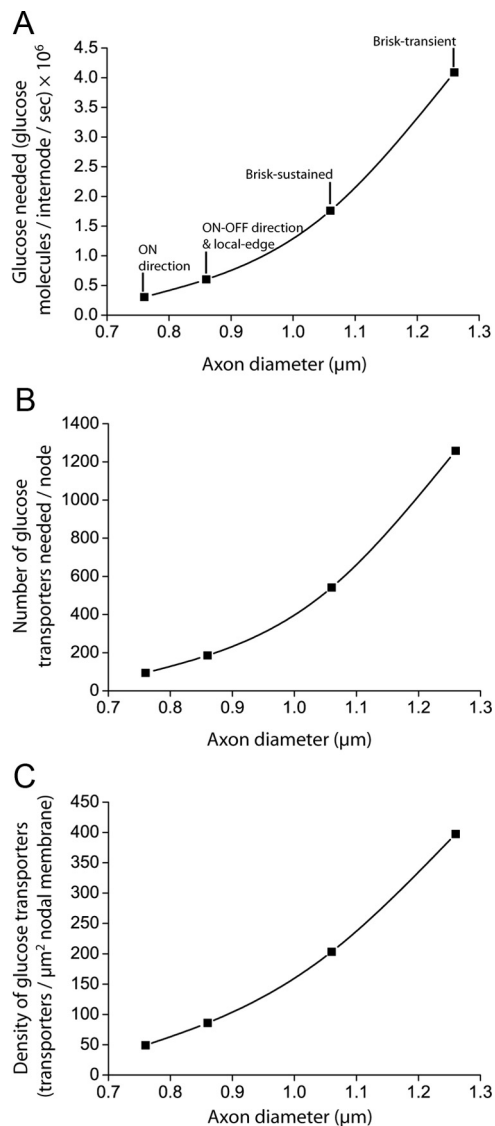 A
Glucose needed (glucose
molecules / internode / sec) × 10⁶
4.5
4.0
3.5
3.0
2.5
2.0
1.5
1.0
0.5
0.0
Brisk-transient
Brisk-sustained
ON-OFF direction
& local-edge
ON
direction
0.7 0.8 0.9 1.0 1.1 1.2 1.3
Axon diameter (µm)
B
Number of glucose
transporters needed / node
1400
1200
1000
800
600
400
200
0
0.7 0.8 0.9 1.0 1.1 1.2 1.3
Axon diameter (µm)
C
Density of glucose transporters
(transporters / µm² nodal membrane)
450
400
350
300
250
200
150
100
50
0
0.7 0.8 0.9 1.0 1.1 1.2 1.3
Axon diameter (µm)